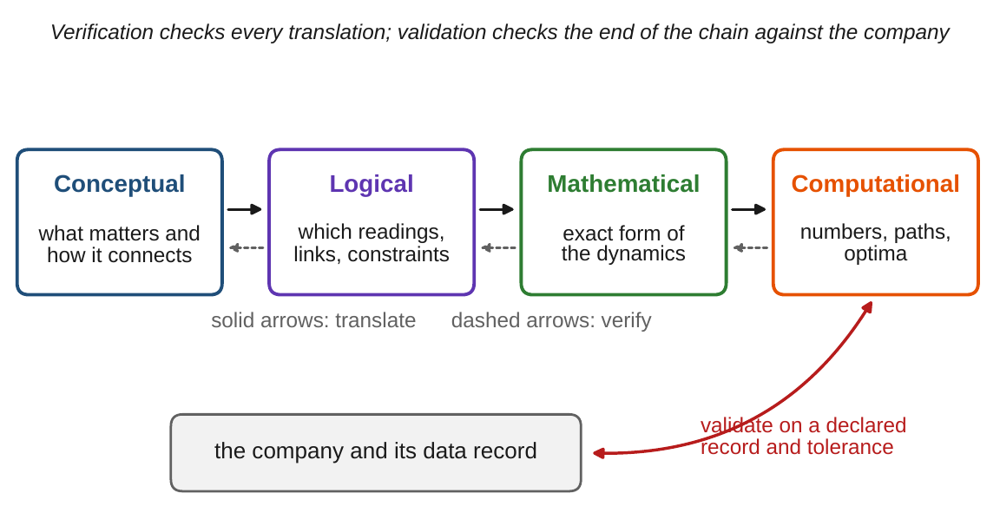 Verification checks every translation; validation checks the end of the chain against the company
Conceptual
what matters and
how it connects
Logical
which readings,
links, constraints
Mathematical
exact form of
the dynamics
Computational
numbers, paths,
optima
solid arrows: translate
dashed arrows: verify
the company and its data record
validate on a declared
record and tolerance